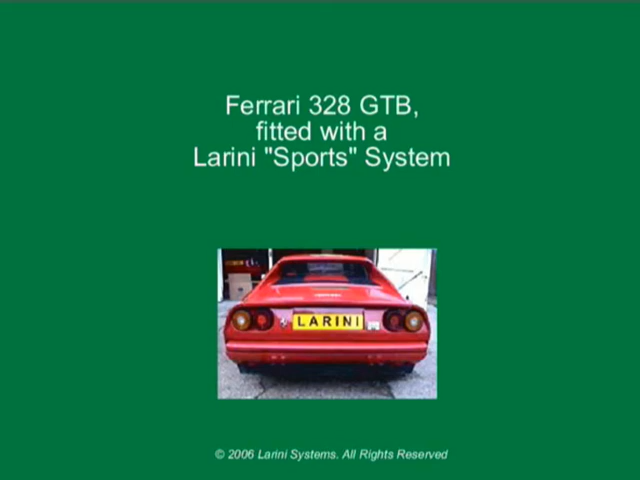 Ferrari 328 GTB,
fitted with a
Larini "Sports" System
LARINI
© 2006 Larini Systems. All Rights Reserved